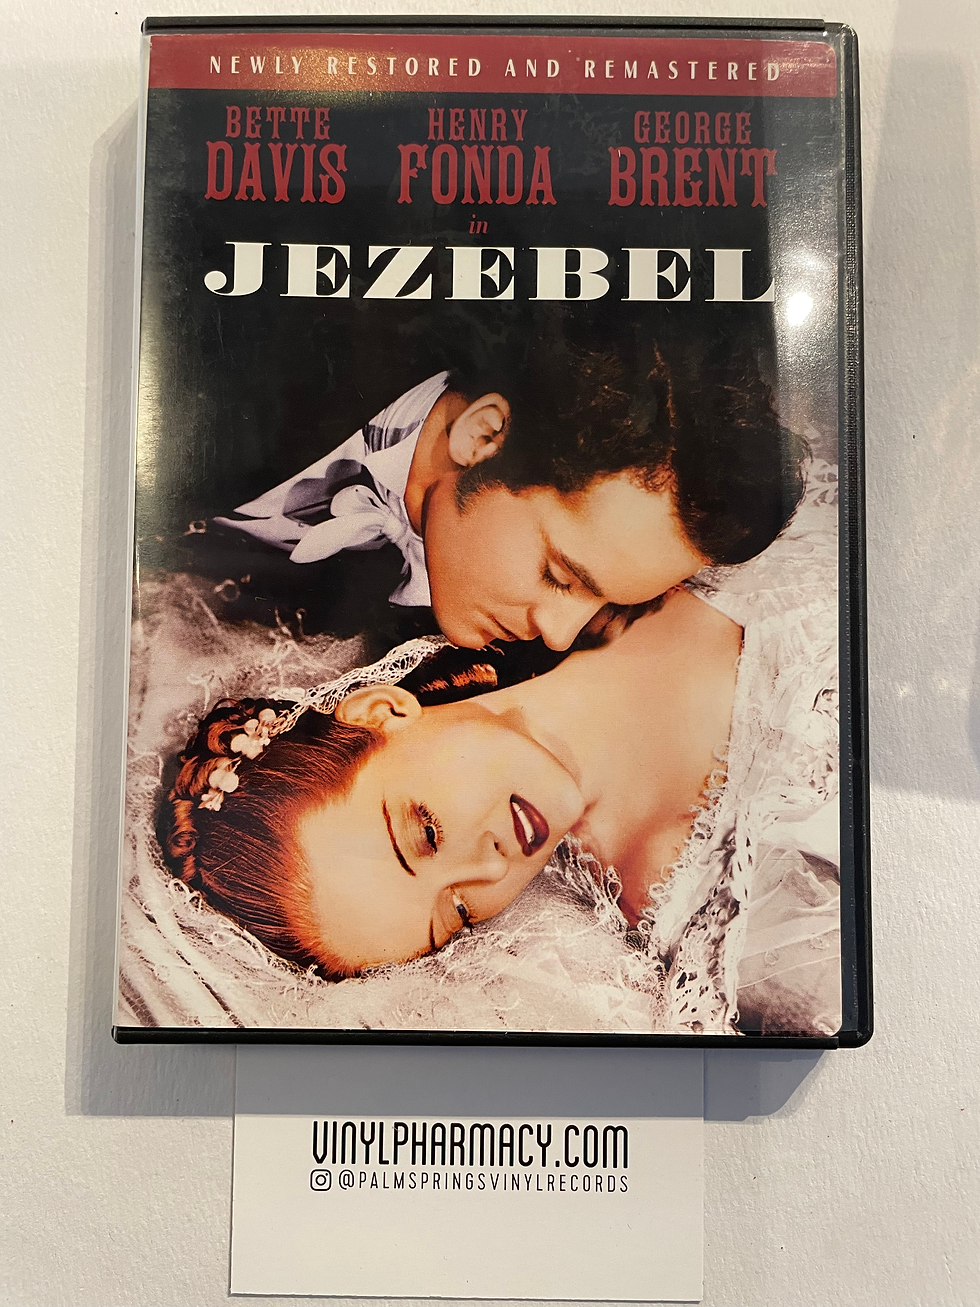 NEWLY RESTORED AND REMASTERED
BETTE HENRY GEORGE
DAVIS FONDA BRENT
in
JEZEBEL
VINYLPHARMACY.COM
@PALMSPRINGSVINYLRECORDS